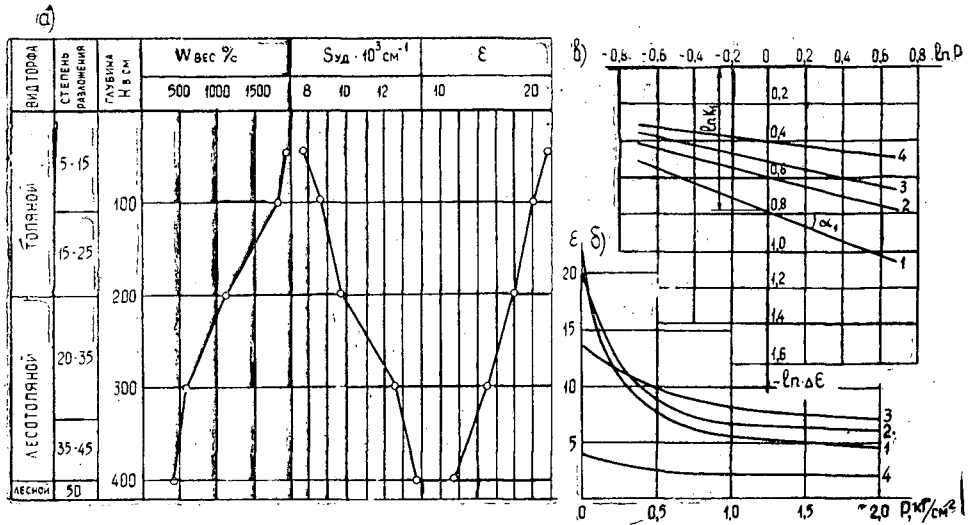 а)
ВИД ТОРФА
СТЕПЕНЬ РАЗЛОЖЕНИЯ
ГЛУБИНА Н в см
W вес %
500 1000 1500
Sуд · 10³ см⁻¹
8 10 12
ε
10 20
ТОПЯНОЙ
5-15
15-25
ЛЕСОТОПЯНОЙ
20-35
35-45
ЛЕСНОЙ
50
100
200
300
400
в)
-0,8 -0,6 -0,4 -0,2 0 0,2 0,4 0,6 0,8 ln P
ln K₁
0,2
0,4
0,6
0,8
1,0
1,2
1,4
1,6
-ln·Δε
4
3
2
α₁
1
ε б)
20
15
10
5
0
3
2
1
4
0 0,5 1,0 1,5 2,0 P, кГ/см²